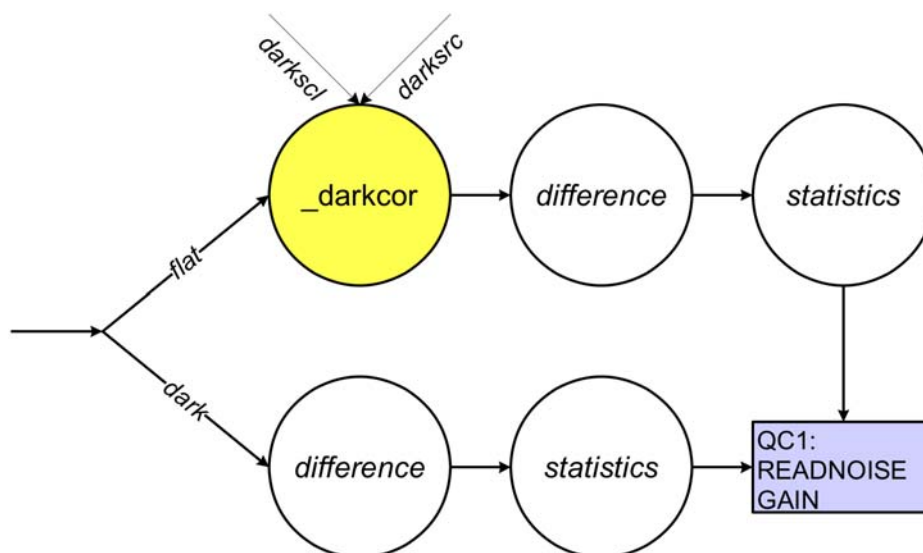 darkscl
darksrc
_darkcor
difference
statistics
flat
dark
difference
statistics
QC1:
READNOISE
GAIN